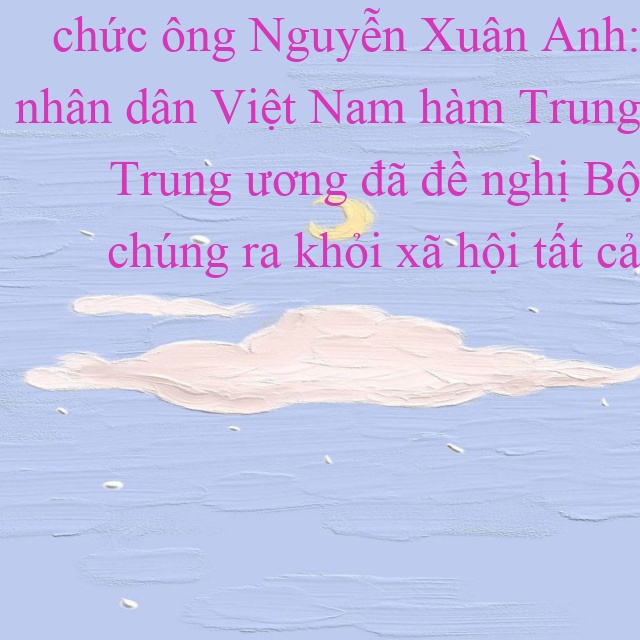 chức ông Nguyễn Xuân Anh:
nhân dân Việt Nam hàm Trung
Trung ương đã đề nghị Bộ
chúng ra khỏi xã hội tất cả